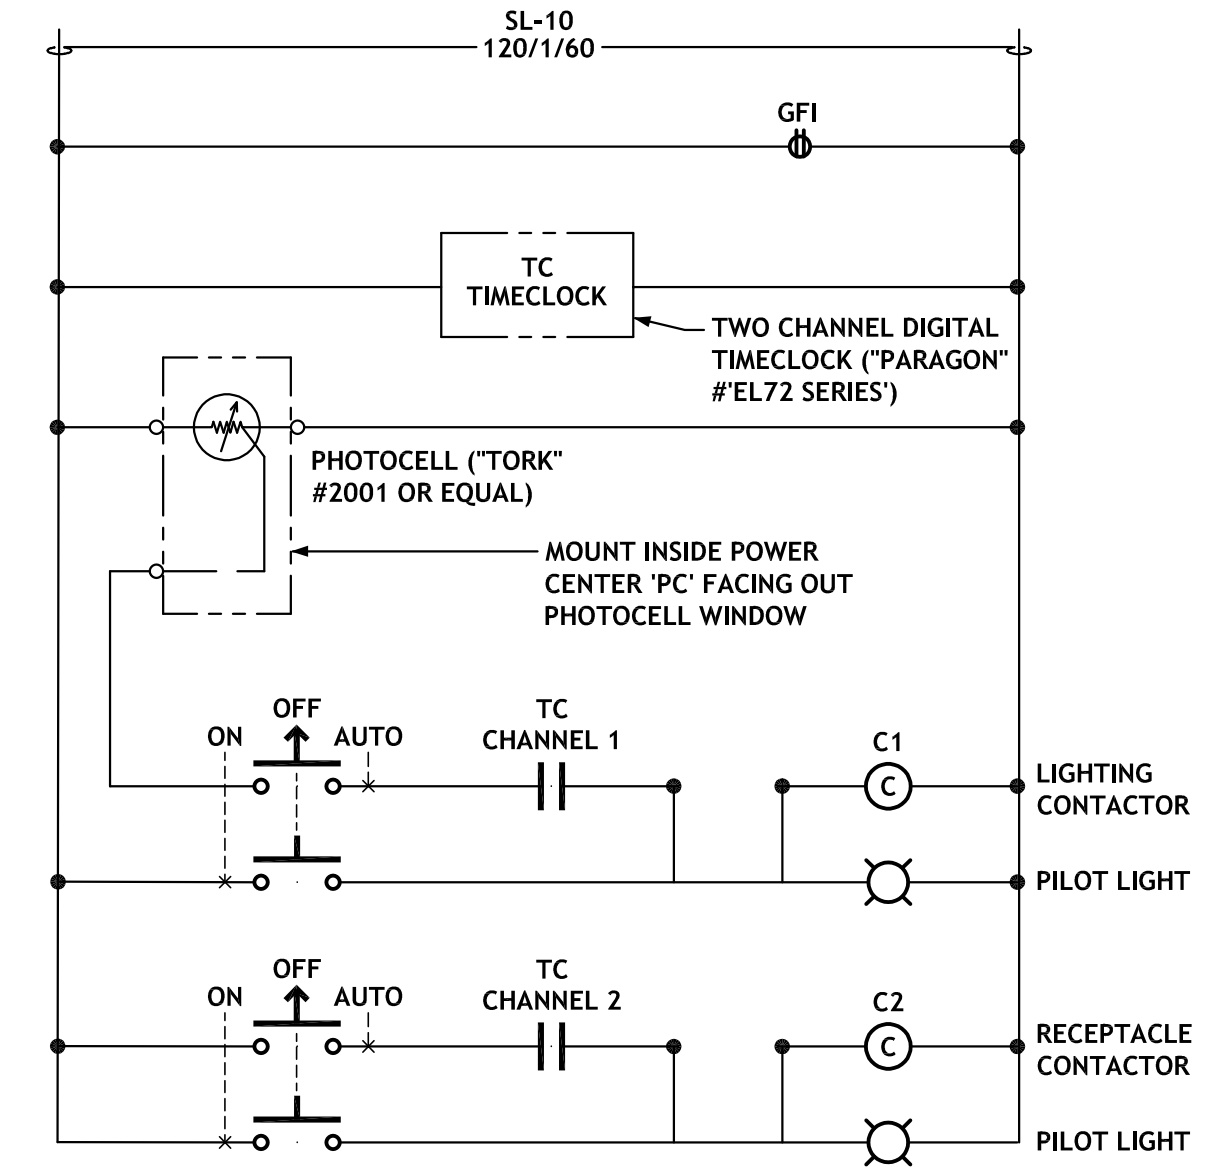 SL-10
120/1/60
GFI
TC
TIMECLOCK
TWO CHANNEL DIGITAL
TIMECLOCK ("PARAGON"
#'EL72 SERIES')
PHOTOCELL ("TORK"
#2001 OR EQUAL)
MOUNT INSIDE POWER
CENTER 'PC' FACING OUT
PHOTOCELL WINDOW
OFF
ON
AUTO
TC
CHANNEL 1
C1
C
LIGHTING
CONTACTOR
PILOT LIGHT
OFF
ON
AUTO
TC
CHANNEL 2
C2
C
RECEPTACLE
CONTACTOR
PILOT LIGHT